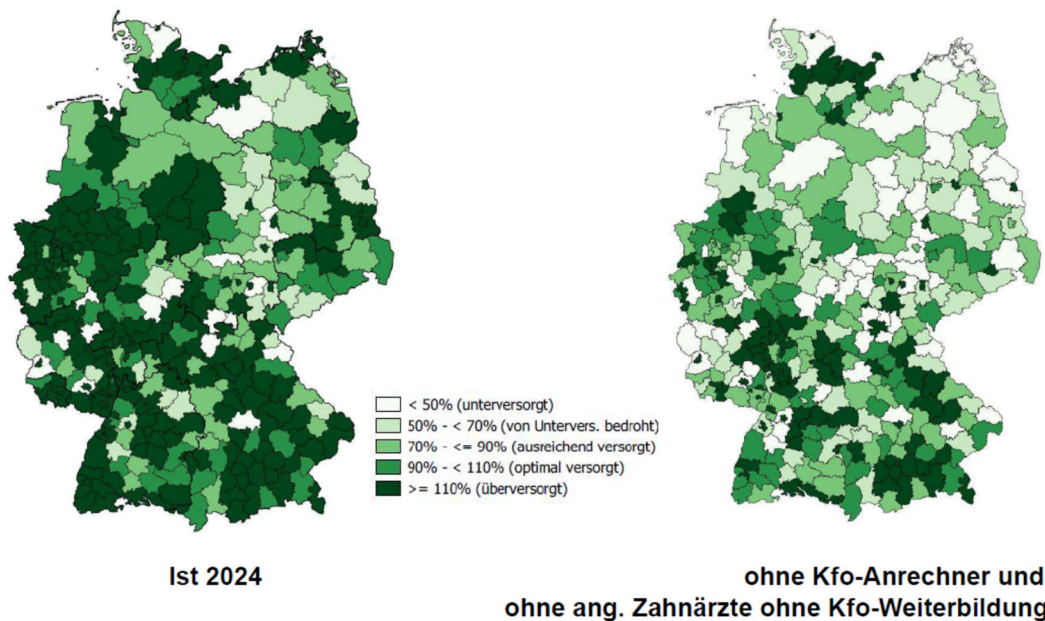 < 50% (unterversorgt)
50% - < 70% (von Untervers. bedroht)
70% - <= 90% (ausreichend versorgt)
90% - < 110% (optimal versorgt)
>= 110% (überversorgt)
Ist 2024
ohne Kfo-Anrechner und
ohne ang. Zahnärzte ohne Kfo-Weiterbildung